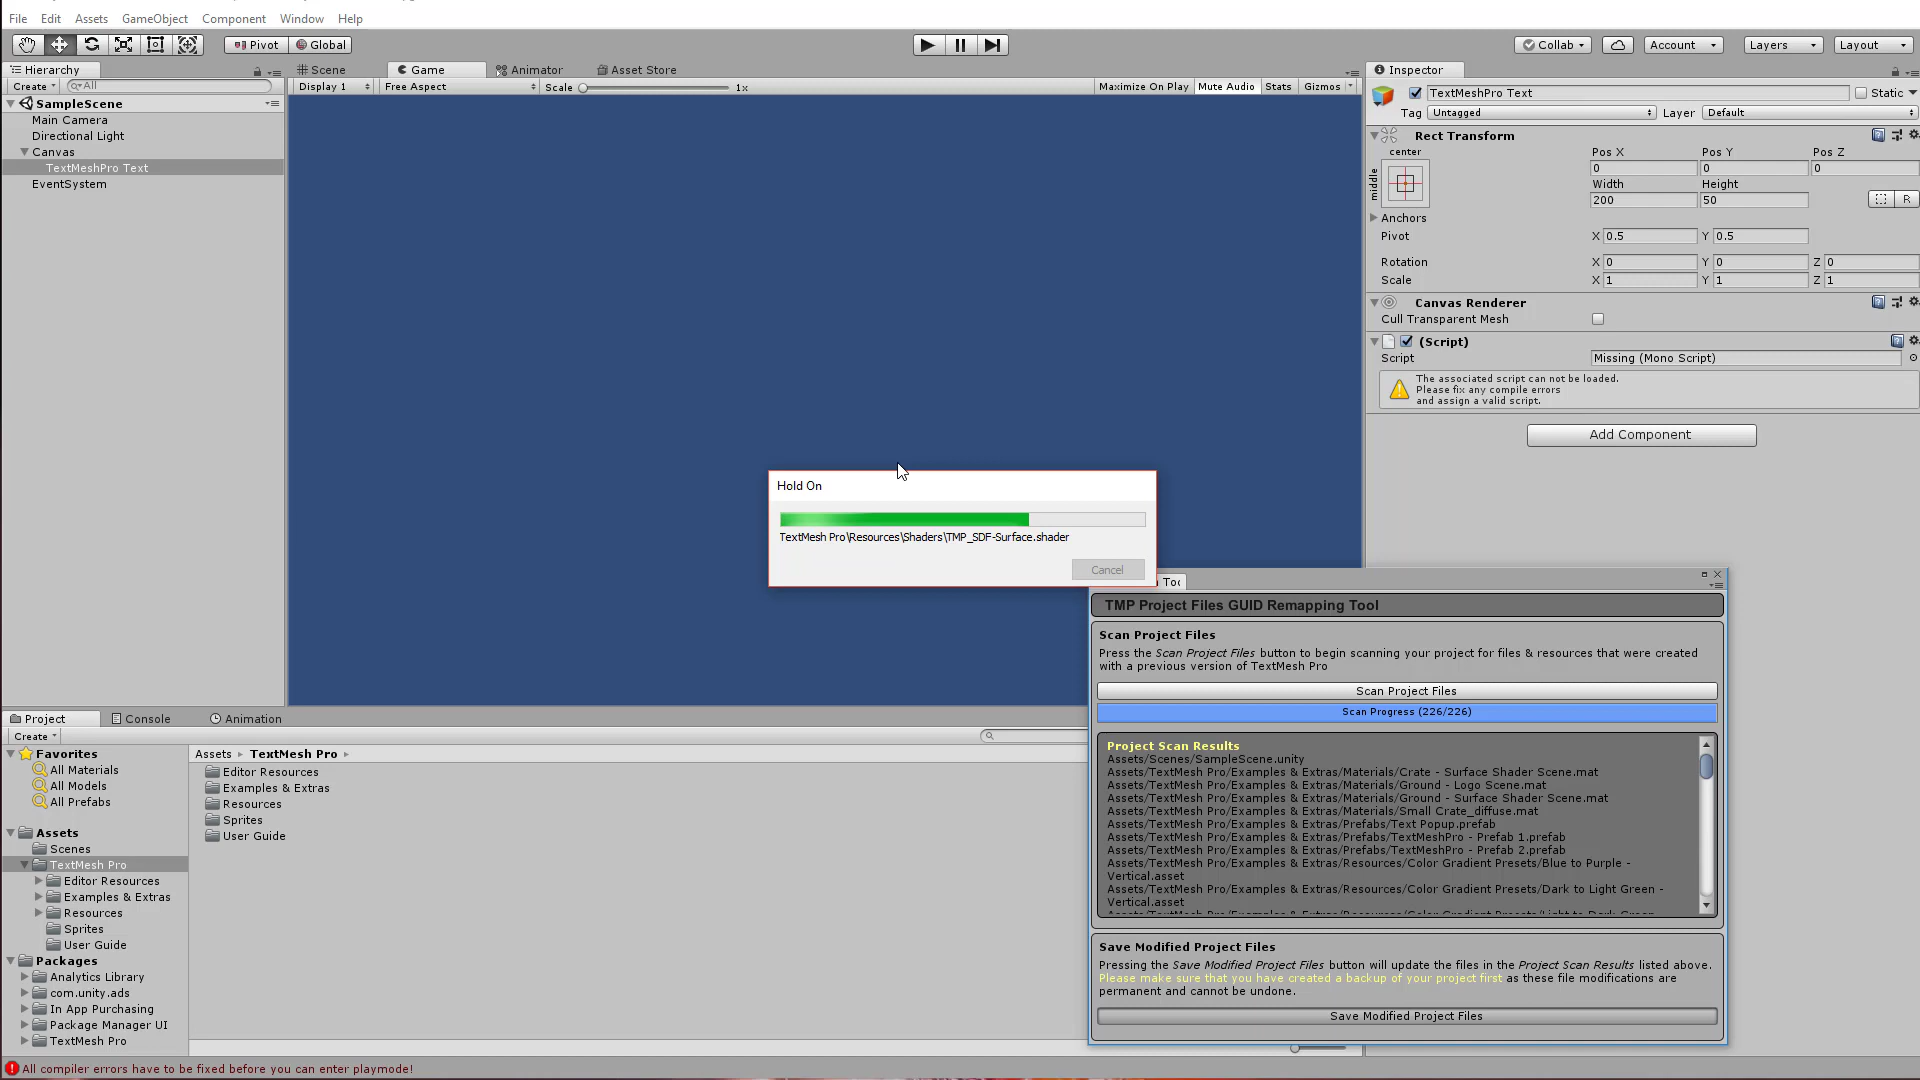 File Edit Assets GameObject Component Window Help
Pivot Global Collab Account Layers Layout
Hierarchy
Create All
SampleScene
Main Camera
Directional Light
Canvas
TextMeshPro Text
EventSystem
Scene Game Animator Asset Store
Display 1 Free Aspect Scale 1x Maximize On Play Mute Audio Stats Gizmos
Inspector
TextMeshPro Text Static
Tag Untagged Layer Default
Rect Transform
center
middle
Pos X Pos Y Pos Z
0 0 0
Width Height
200 50
R
Anchors
Pivot X 0.5 Y 0.5
Rotation X 0 Y 0 Z 0
Scale X 1 Y 1 Z 1
Canvas Renderer
Cull Transparent Mesh
(Script)
Script Missing (Mono Script)
The associated script can not be loaded.
Please fix any compile errors
and assign a valid script.
Add Component
Hold On
TextMesh Pro\Resources\Shaders\TMP_SDF-Surface.shader
Cancel
TMP Project Files GUID Remapping Tool
Scan Project Files
Press the Scan Project Files button to begin scanning your project for files & resources that were created
with a previous version of TextMesh Pro
Scan Project Files
Scan Progress (226/226)
Project Scan Results
Assets/Scenes/SampleScene.unity
Assets/TextMesh Pro/Examples & Extras/Materials/Crate - Surface Shader Scene.mat
Assets/TextMesh Pro/Examples & Extras/Materials/Ground - Logo Scene.mat
Assets/TextMesh Pro/Examples & Extras/Materials/Ground - Surface Shader Scene.mat
Assets/TextMesh Pro/Examples & Extras/Materials/Small Crate_diffuse.mat
Assets/TextMesh Pro/Examples & Extras/Prefabs/Text Popup.prefab
Assets/TextMesh Pro/Examples & Extras/Prefabs/TextMeshPro - Prefab 1.prefab
Assets/TextMesh Pro/Examples & Extras/Prefabs/TextMeshPro - Prefab 2.prefab
Assets/TextMesh Pro/Examples & Extras/Resources/Color Gradient Presets/Blue to Purple -
Vertical.asset
Assets/TextMesh Pro/Examples & Extras/Resources/Color Gradient Presets/Dark to Light Green -
Vertical.asset
Save Modified Project Files
Pressing the Save Modified Project Files button will update the files in the Project Scan Results listed above.
Please make sure that you have created a backup of your project first as these file modifications are
permanent and cannot be undone.
Save Modified Project Files
Project Console Animation
Create
Favorites
All Materials
All Models
All Prefabs
Assets
Scenes
TextMesh Pro
Editor Resources
Examples & Extras
Resources
Sprites
User Guide
Packages
Analytics Library
com.unity.ads
In App Purchasing
Package Manager UI
TextMesh Pro
Assets TextMesh Pro
Editor Resources
Examples & Extras
Resources
Sprites
User Guide
All compiler errors have to be fixed before you can enter playmode!